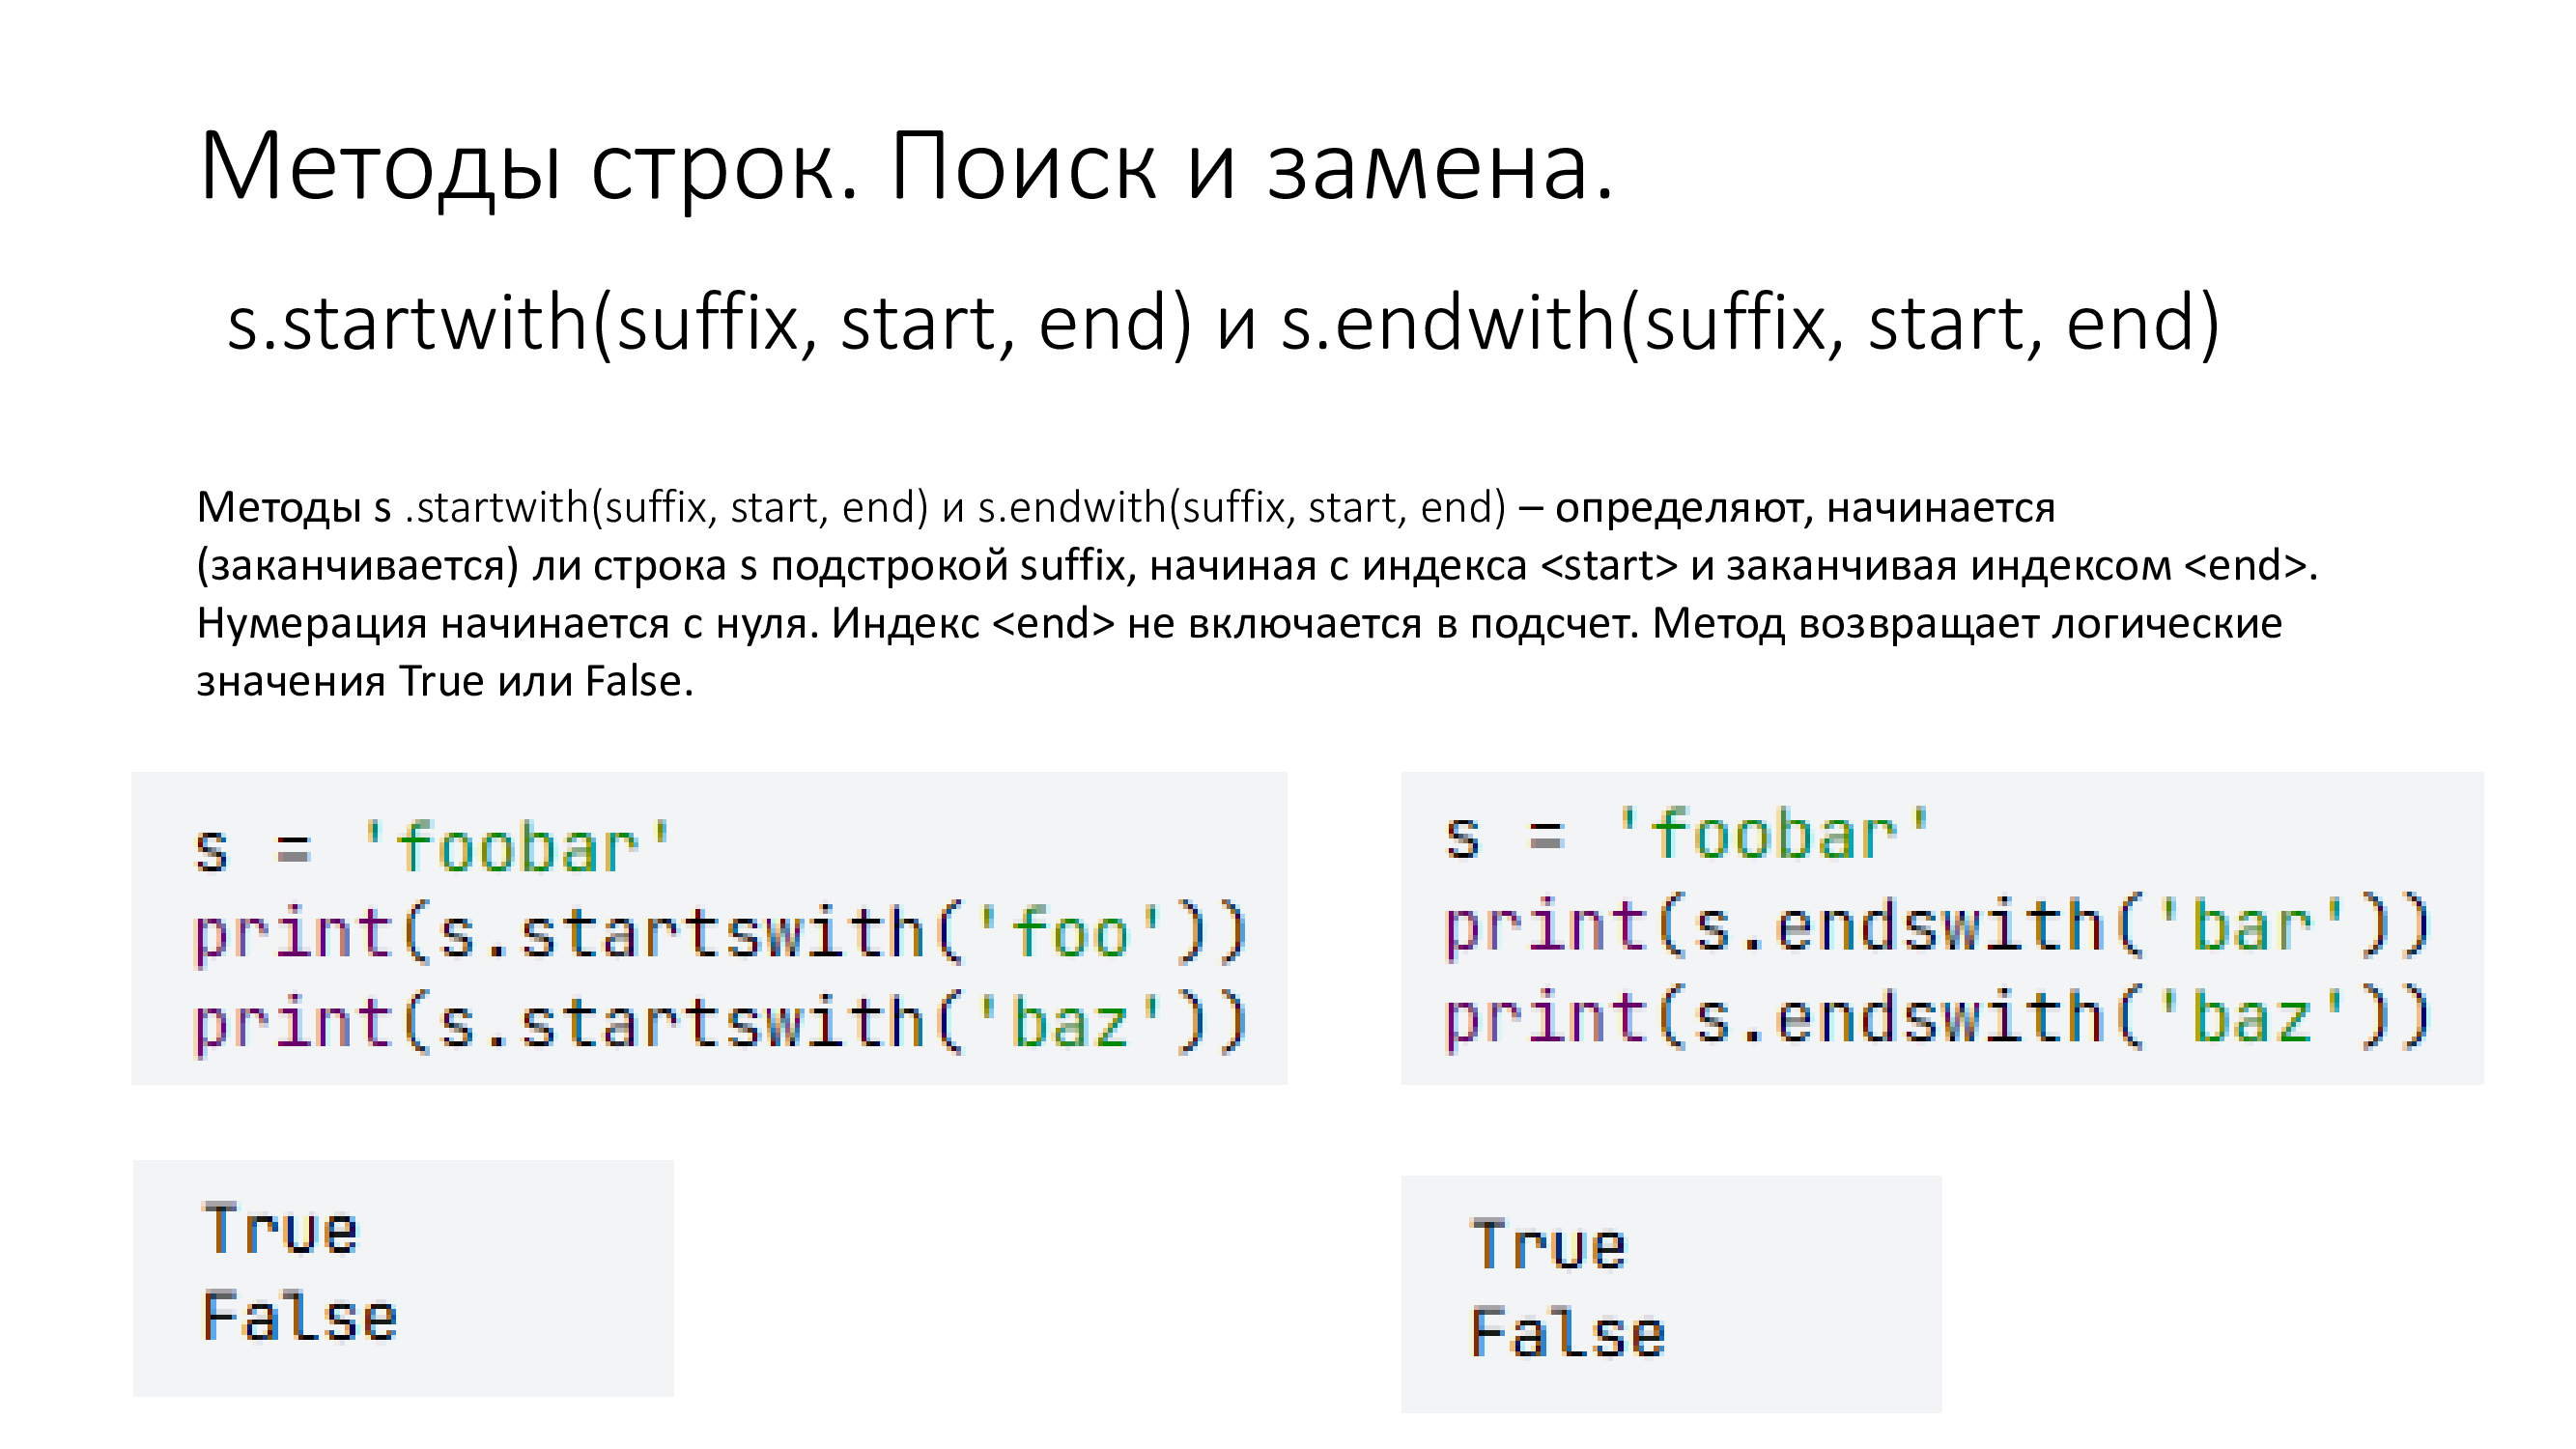 Методы строк. Поиск и замена.
s.startwith(suffix, start, end) и s.endwith(suffix, start, end)
Методы s .startwith(suffix, start, end) и s.endwith(suffix, start, end) – определяют, начинается
(заканчивается) ли строка s подстрокой suffix, начиная с индекса <start> и заканчивая индексом <end>.
Нумерация начинается с нуля. Индекс <end> не включается в подсчет. Метод возвращает логические
значения True или False.
s = 'foobar'
print(s.startswith('foo'))
print(s.startswith('baz'))
s = 'foobar'
print(s.endswith('bar'))
print(s.endswith('baz'))
True
False
True
False